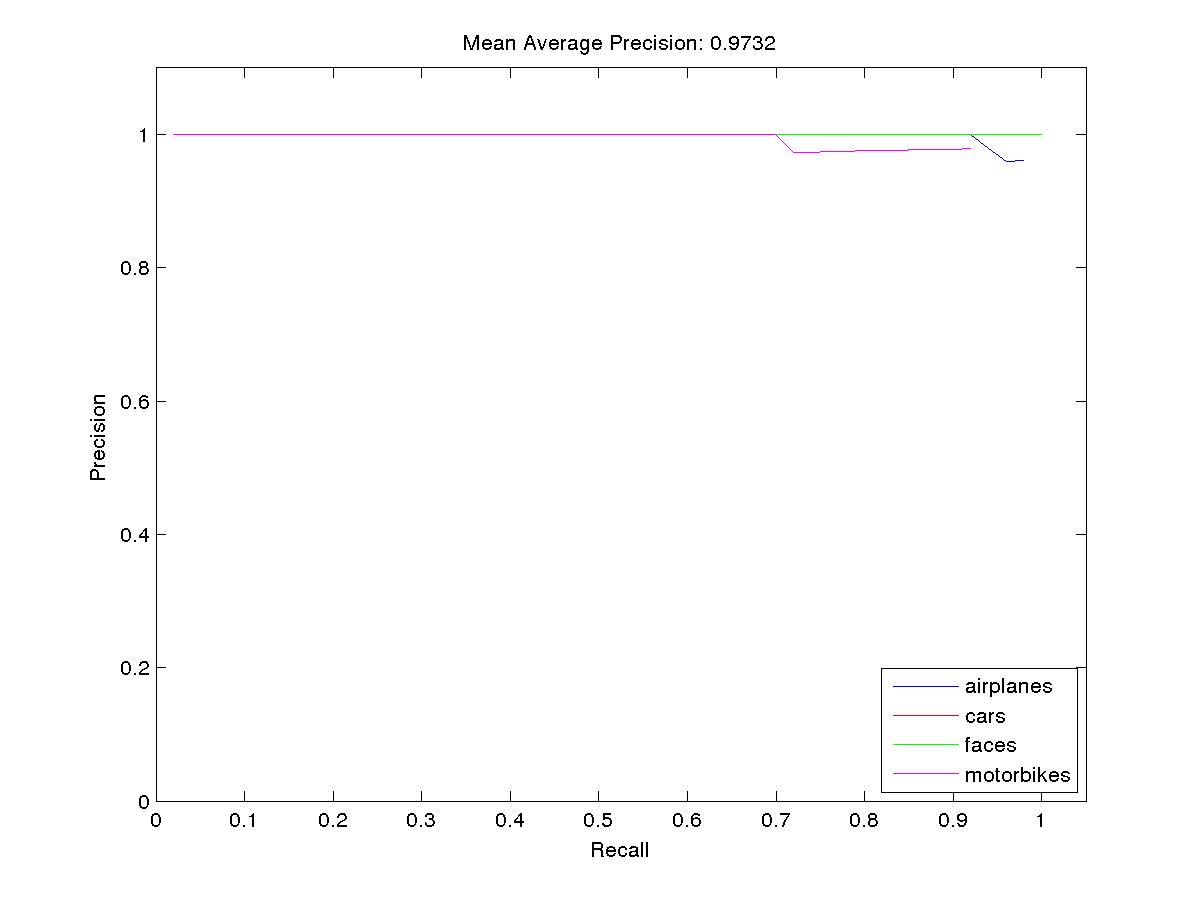 Mean Average Precision: 0.9732
1
0.8
0.6
0.4
0.2
0
Precision
0 0.1 0.2 0.3 0.4 0.5 0.6 0.7 0.8 0.9 1
Recall
airplanes
cars
faces
motorbikes